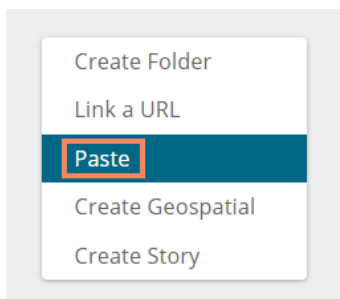 Create Folder
Link a URL
Paste
Create Geospatial
Create Story